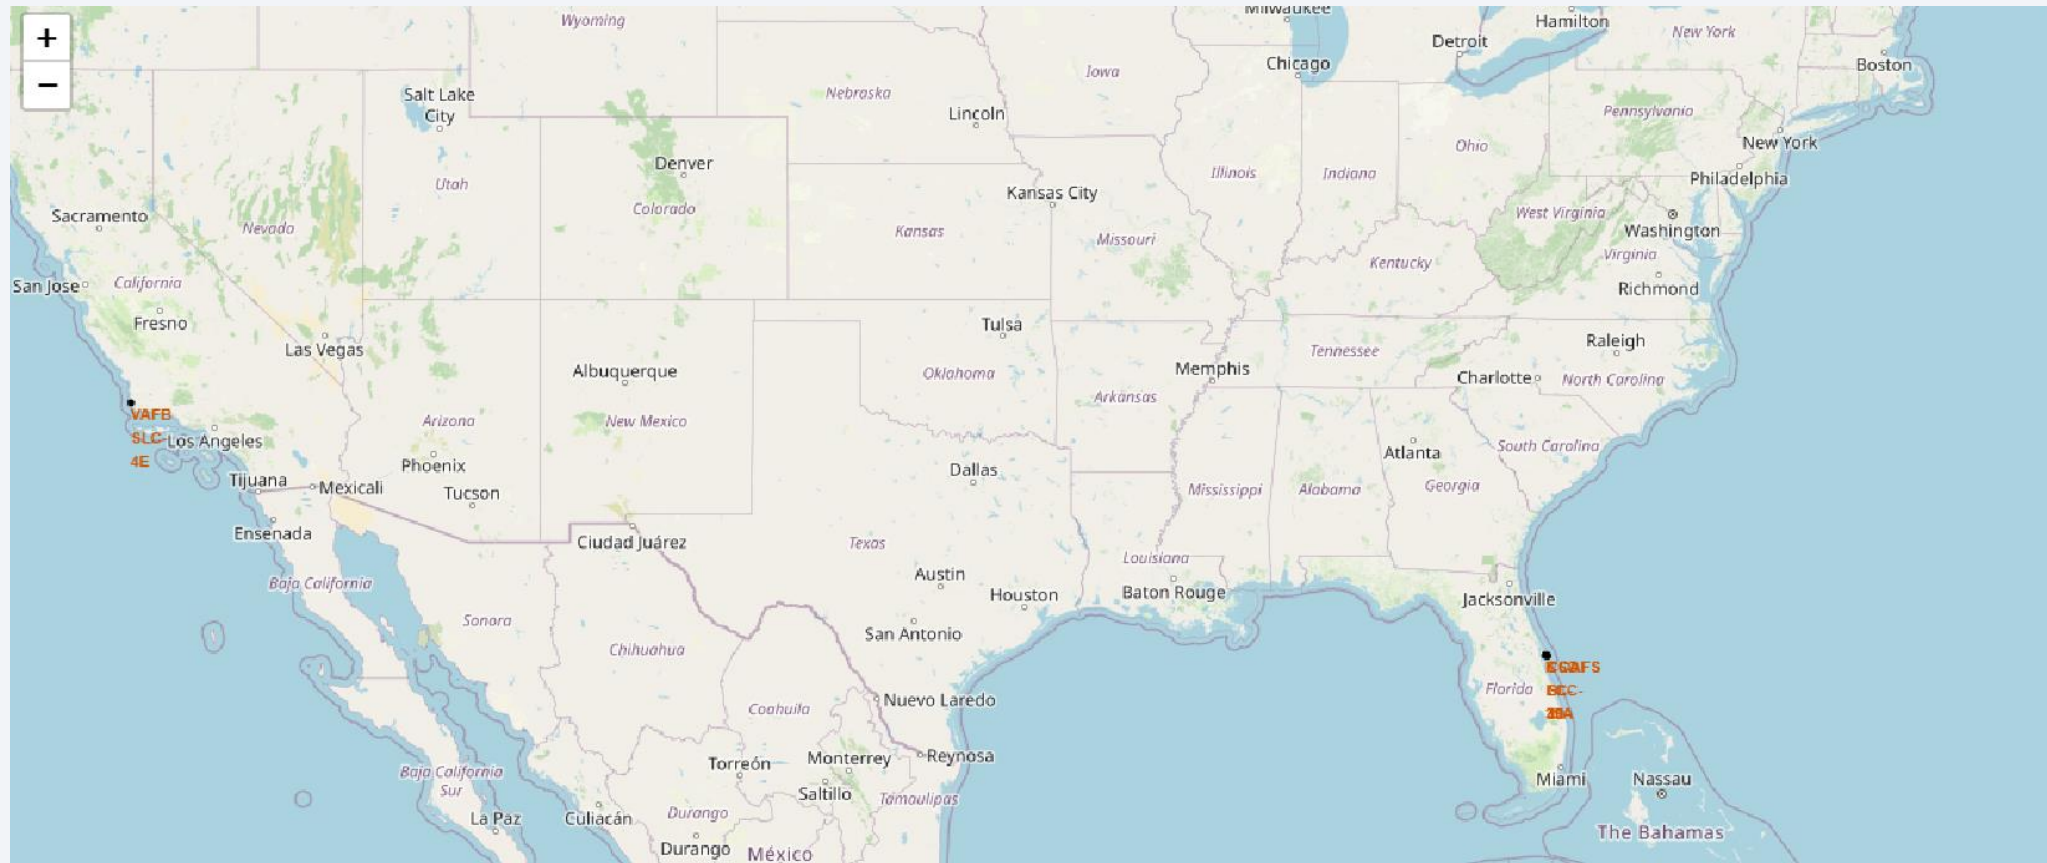 +
−
Wyoming
Milwaukee
Hamilton
New York
Detroit
Chicago
Boston
Iowa
Salt Lake
City
Nebraska
Lincoln
Pennsylvania
New York
Ohio
Denver
Utah
Illinois
Indiana
Philadelphia
Kansas City
Colorado
Sacramento
Nevada
Kansas
Missouri
West Virginia
Washington
Virginia
Kentucky
San Jose
California
Richmond
Fresno
Las Vegas
Tulsa
Raleigh
Tennessee
Albuquerque
Oklahoma
Memphis
Charlotte
North Carolina
Arkansas
VAFB
SLC-
4E
Los Angeles
Arizona
New Mexico
Atlanta
South Carolina
Phoenix
Dallas
Tijuana
Mexicali
Tucson
Mississippi
Alabama
Georgia
Ensenada
Ciudad Juárez
Texas
Louisiana
Baja California
Austin
Houston
Baton Rouge
Jacksonville
Sonora
San Antonio
Chihuahua
Florida
Nuevo Laredo
Coahuila
Torreón
Monterrey
Reynosa
Baja California
Sur
Saltillo
Tamaulipas
Miami
Nassau
La Paz
Culiacán
Durango
Durango
México
The Bahamas